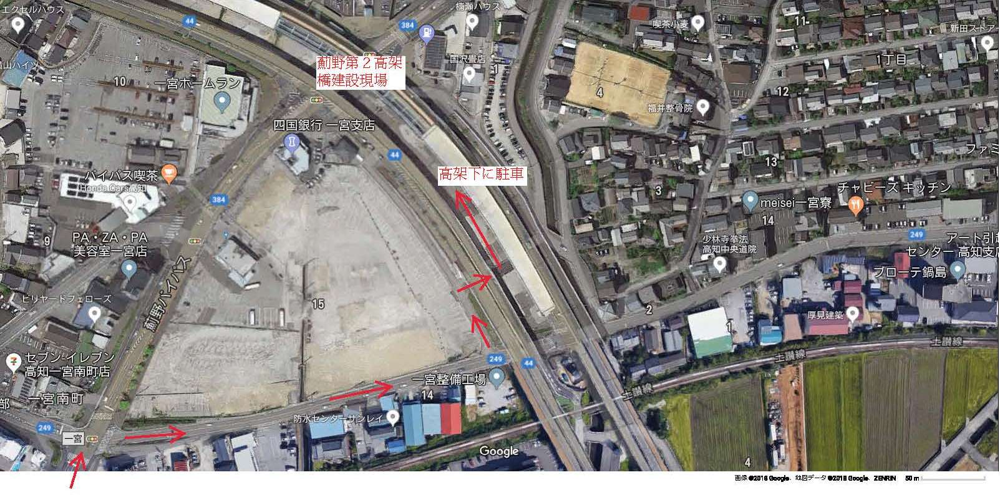 エクセルハウス
44
384
楠瀬ハウス
喫茶小麦
11
新田ストアー
1丁目
山ハイツ
10
一宮ホームラン
薊野第２高架
橋建設現場
国沢畳店
1
4
12
福井整骨院
四国銀行 一宮支店
44
13
ファミ
バイパス喫茶
Honda Cars高知
高架下に駐車
3
チャビーズ キッチン
meisei一宮寮
384
14
9
PA・ZA・PA
美容室一宮店
少林寺拳法
高知中央道院
249
アート引越
センター 高知支店
ブローテ鍋島
薊野バイパス
ビリヤードフェローズ
15
2
厚見建築
1
土讃線
土讃線
セブン-イレブン
高知一宮南町店
249
44
一宮整備工場
14
土讃線
一宮南町
部
防水センターサンレイ
249
一宮
Google
4
画像 ©2018 Google、地図データ ©2018 Google、ZENRIN 50 m